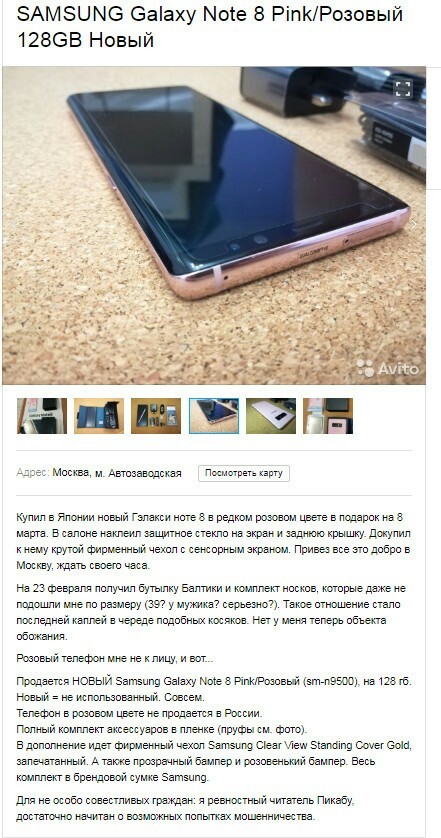 SAMSUNG Galaxy Note 8 Pink/Розовый
128GB Новый
Avito
Адрес: Москва, м. Автозаводская
Посмотреть карту
Купил в Японии новый Гэлакси ноте 8 в редком розовом цвете в подарок на 8
марта. В салоне наклеил защитное стекло на экран и заднюю крышку. Докупил
к нему крутой фирменный чехол с сенсорным экраном. Привез все это добро в
Москву, ждать своего часа.
На 23 февраля получил бутылку Балтики и комплект носков, которые даже не
подошли мне по размеру (39? у мужика? серьезно?). Такое отношение стало
последней каплей в череде подобных косяков. Нет у меня теперь объекта
обожания.
Розовый телефон мне не к лицу, и вот...
Продается НОВЫЙ Samsung Galaxy Note 8 Pink/Розовый (sm-n9500), на 128 гб.
Новый = не использованный. Совсем.
Телефон в розовом цвете не продается в России.
Полный комплект аксессуаров в пленке (пруфы см. фото).
В дополнение идет фирменный чехол Samsung Clear View Standing Cover Gold,
запечатанный. А также прозрачный бампер и розовенький бампер. Весь
комплект в брендовой сумке Samsung.
Для не особо совестливых граждан: я ревностный читатель Пикабу,
достаточно начитан о возможных попытках мошенничества.